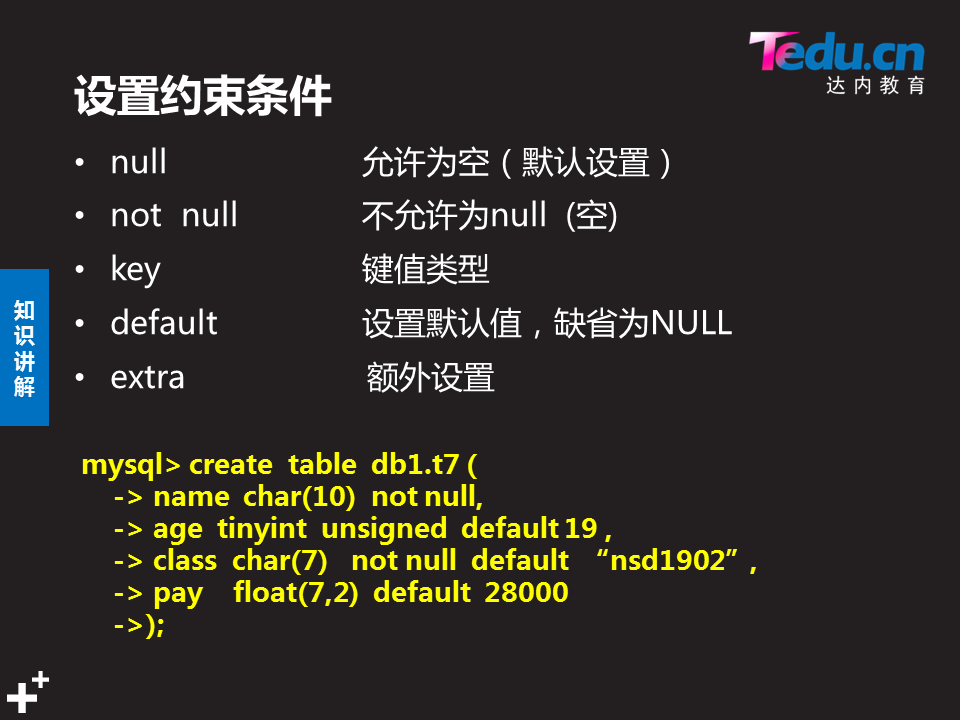 Tedu.cn
达内教育
设置约束条件
• null 允许为空（默认设置）
• not null 不允许为null (空)
• key 键值类型
• default 设置默认值，缺省为NULL
• extra 额外设置
知识讲解
mysql> create table db1.t7 (
-> name char(10) not null,
-> age tinyint unsigned default 19 ,
-> class char(7) not null default “nsd1902” ,
-> pay float(7,2) default 28000
->);